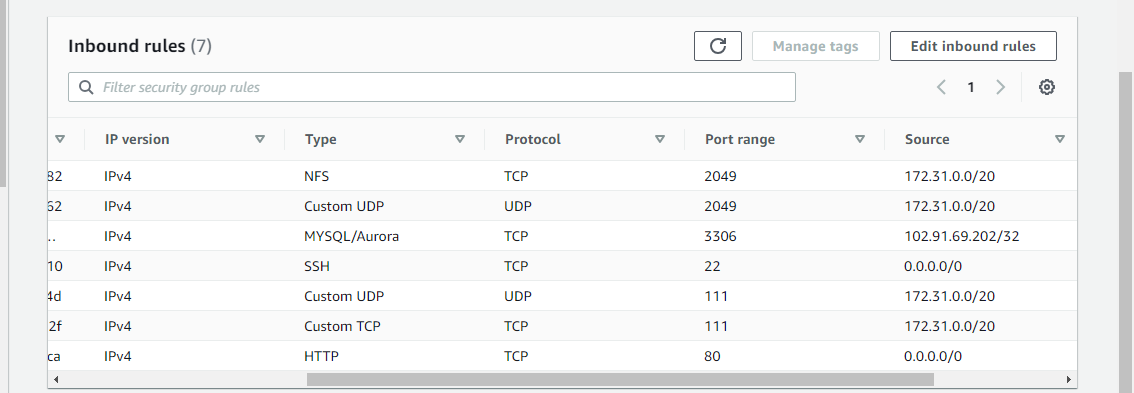 Inbound rules (7)
Manage tags
Edit inbound rules
Filter security group rules
1
IP version Type Protocol Port range Source
82 IPv4 NFS TCP 2049 172.31.0.0/20
62 IPv4 Custom UDP UDP 2049 172.31.0.0/20
.. IPv4 MYSQL/Aurora TCP 3306 102.91.69.202/32
10 IPv4 SSH TCP 22 0.0.0.0/0
4d IPv4 Custom UDP UDP 111 172.31.0.0/20
2f IPv4 Custom TCP TCP 111 172.31.0.0/20
ca IPv4 HTTP TCP 80 0.0.0.0/0